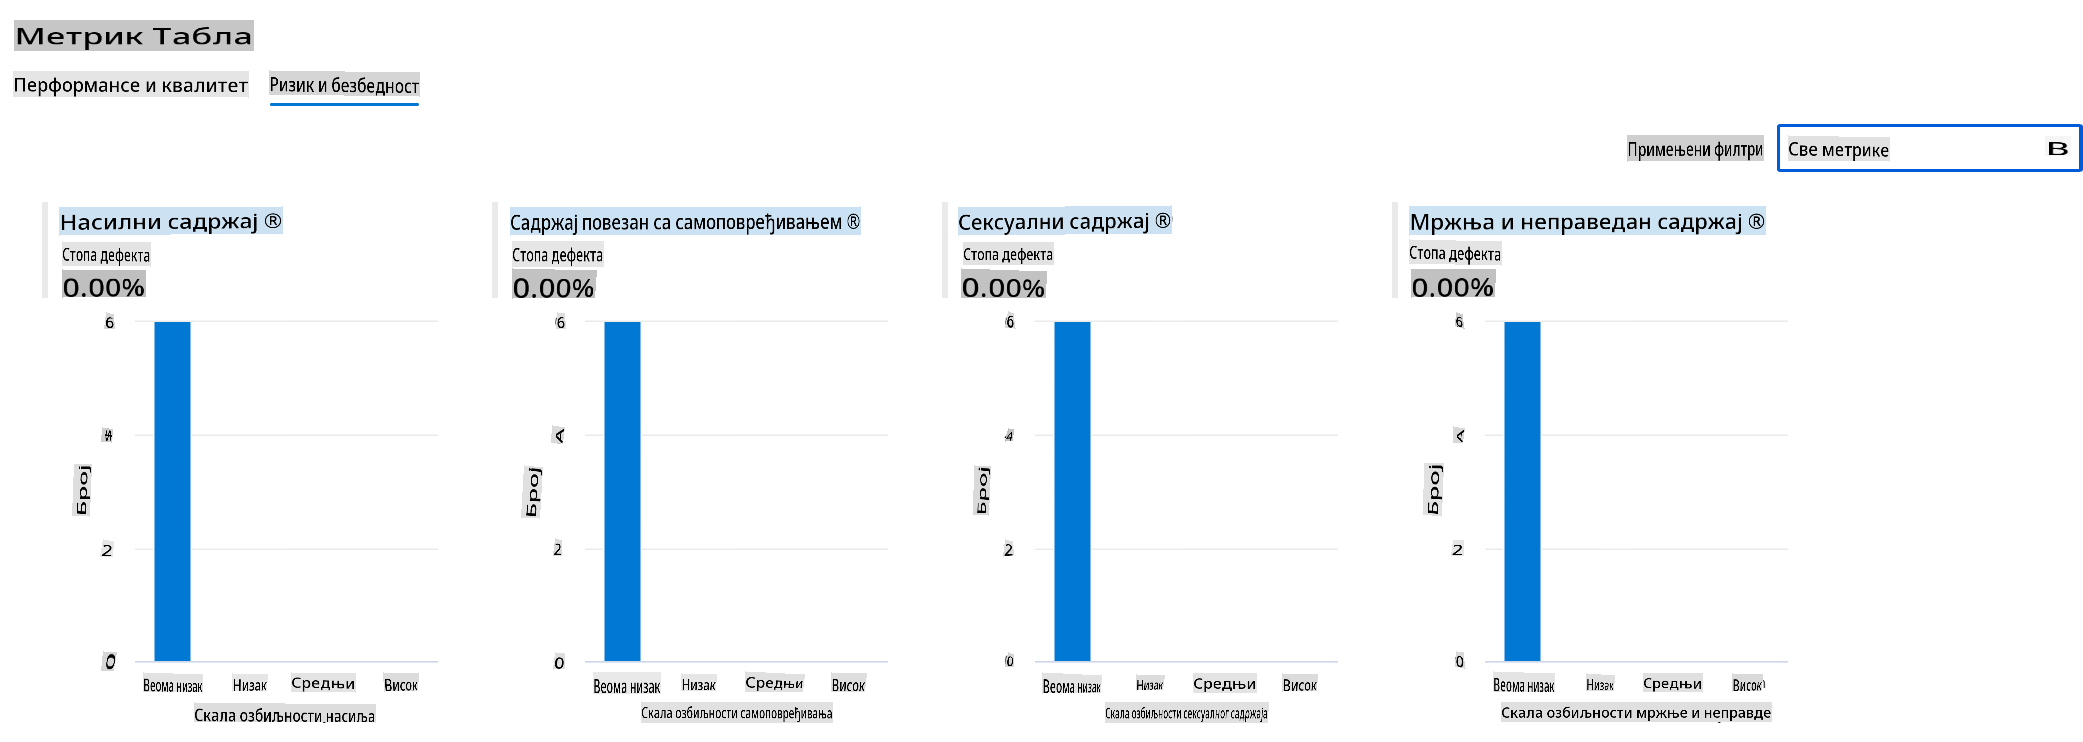 Метрик Табла
Перформансе и квалитет Ризик и безбедност
Примењени филтри Све метрике B
Насилни садржај ®
Стопа дефекта
0.00%
6
4
Број
2
0
Веома низак Низак Средњи Висок
Скала озбиљности насиља
Садржај повезан са самоповређивањем ®
Стопа дефекта
0.00%
6
A
Број
2
0
Веома низак Низак Средњи Висок
Скала озбиљности самоповређивања
Сексуални садржај ®
Стопа дефекта
0.00%
6
4
Број
2
0
Веома низак Низак Средњи Висок
Скала озбиљности сексуалног садржаја
Мржња и неправедан садржај ®
Стопа дефекта
0.00%
6
A
Број
2
0
Веома низак Низак Средњи Висок
Скала озбиљности мржње и неправде